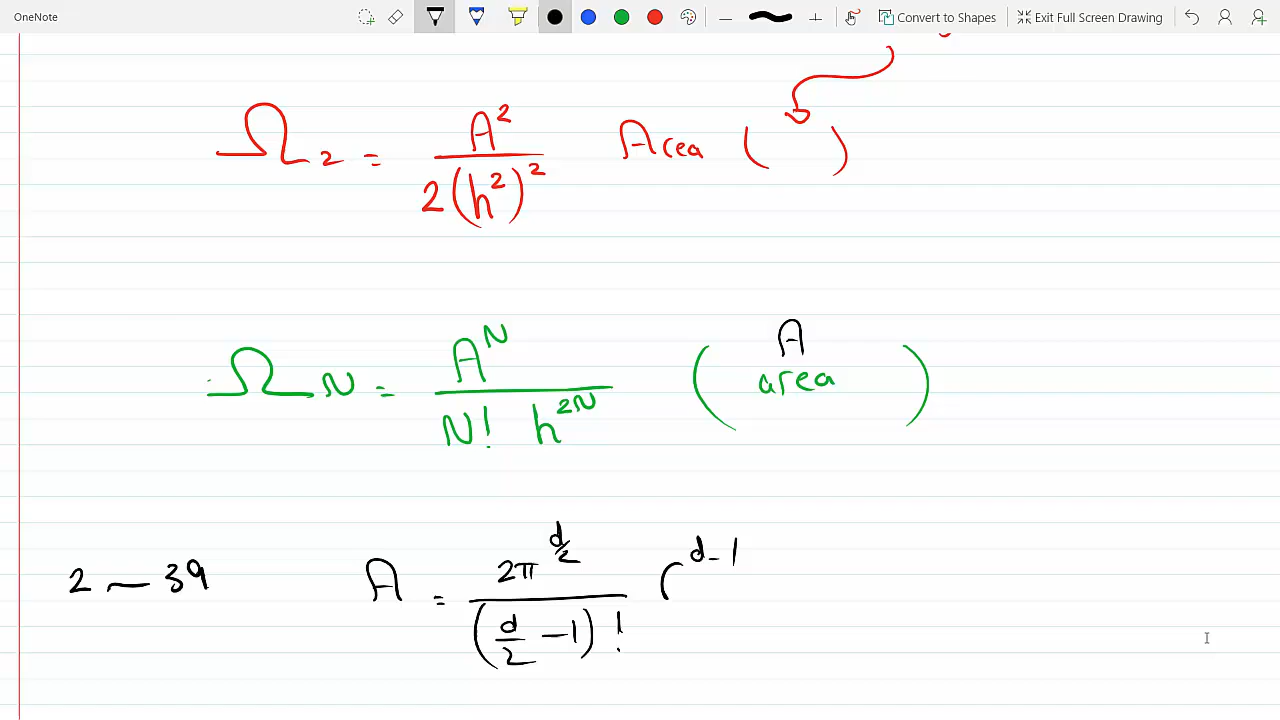 OneNote
Convert to Shapes
Exit Full Screen Drawing
Ω₂ = A² / 2(h²)² Area ( )
Ω_N = A^N / N! h^2N ( A area )
2 – 39 A = 2π^(d/2) / (d/2 – 1)! r^(d-1)